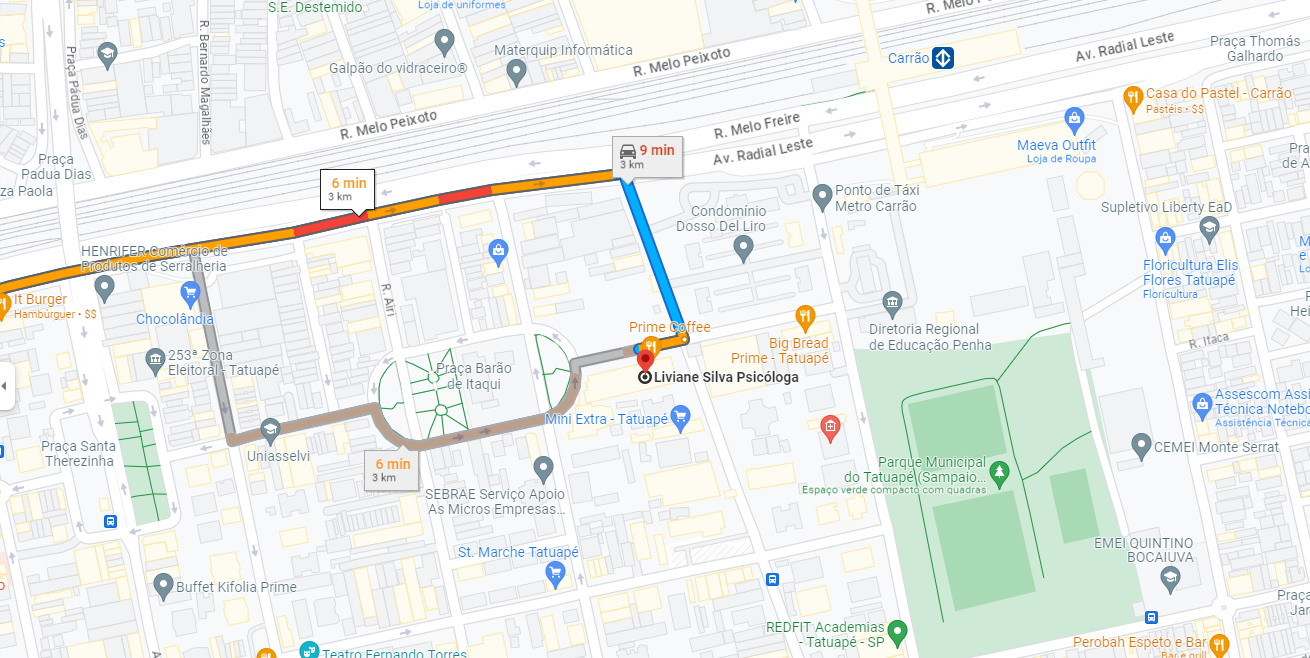 S.E. Destemido
Loja de uniformes
R. Melo Peixoto
Praça Pádua Dias
R. Bernardo Magalhães
Materquip Informática
Galpão do vidraceiro®
R. Melo Peixoto
Carrão
Av. Radial Leste
Praça Thomás
Galhardo
Casa do Pastel - Carrão
Pastéis • $$
R. Melo Peixoto
R. Melo Freire
Av. Radial Leste
Maeva Outfit
Loja de Roupa
Praça
Padua Dias
za Paola
9 min
3 km
6 min
3 km
Ponto de Táxi
Metro Carrão
Condomínio
Dosso Del Liro
Supletivo Liberty EaD
HENRIFER Comércio de
Produtos de Serralheria
Floricultura Elis
Flores Tatuapé
Floricultura
It Burger
Hambúrguer • $$
Chocolândia
R. Airi
Prime Coffee
Big Bread
Prime - Tatuapé
Diretoria Regional
de Educação Penha
R. Itaca
253ª Zona
Eleitoral - Tatuapé
Praça Barão
de Itaqui
Liviane Silva Psicóloga
Mini Extra - Tatuapé
Assescom Assi
Técnica Notebo
Assistência Técnica
Praça Santa
Therezinha
Uniasselvi
6 min
3 km
CEMEI Monte Serrat
Parque Municipal
do Tatuapé (Sampaio...
Espaço verde compacto com quadras
SEBRAE Serviço Apoio
As Micros Empresas...
St. Marche Tatuapé
EMEI QUINTINO
BOCAIUVA
Buffet Kifolia Prime
REDFIT Academias
- Tatuapé - SP
Perobah Espeto e Bar
Bar e grill
Teatro Fernando Torres